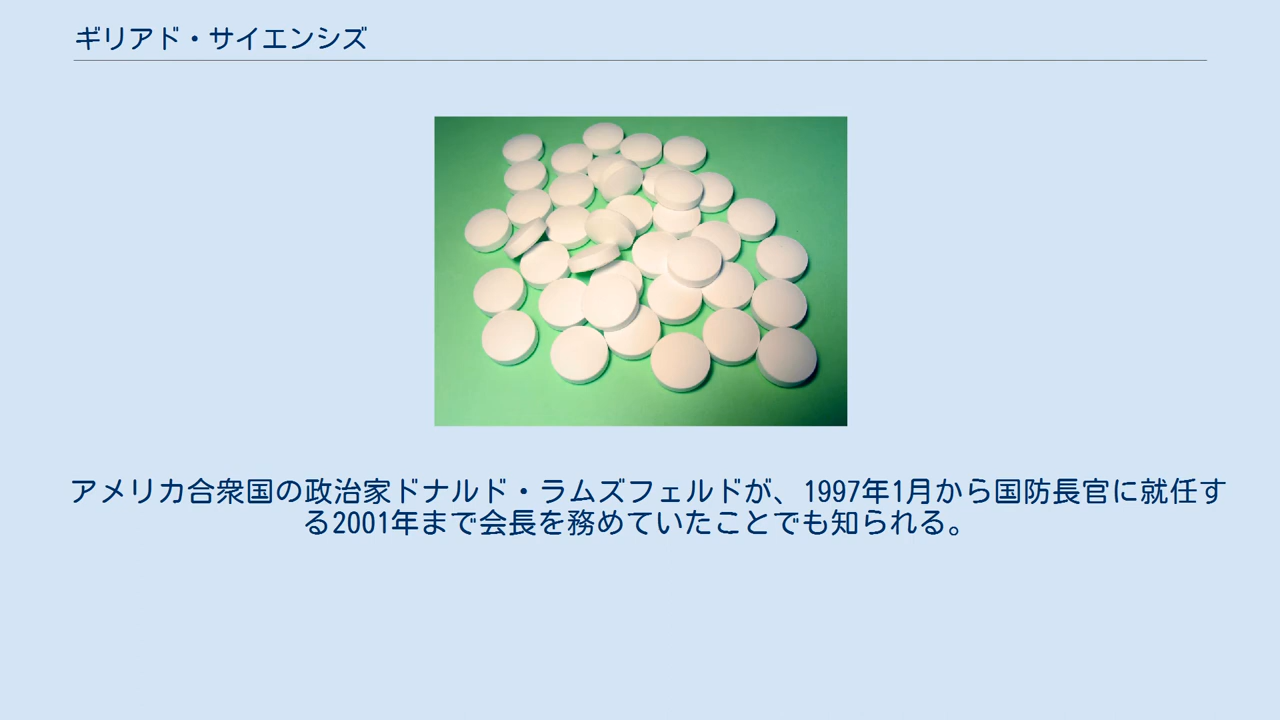 ギリアド・サイエンシズ
アメリカ合衆国の政治家ドナルド・ラムズフェルドが、1997年1月から国防長官に就任す
る2001年まで会長を務めていたことでも知られる。